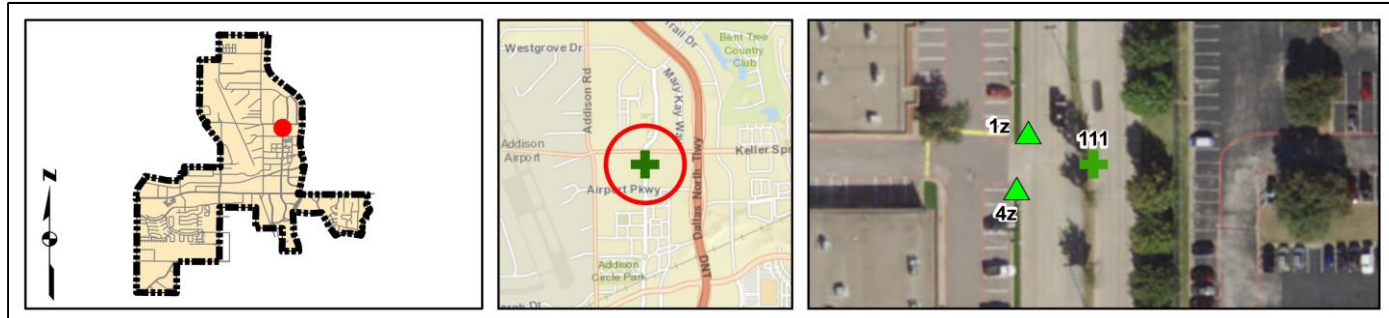 N
Westgrove Dr
Trail Dr
Bent Tree
Country
Club
Addison Rd
Mary Kay Wa
Addison
Airport
Keller Spr
Airport Pkwy
Dallas North Tlwy
DNT
Addison
Circle Park
1z
111
4z